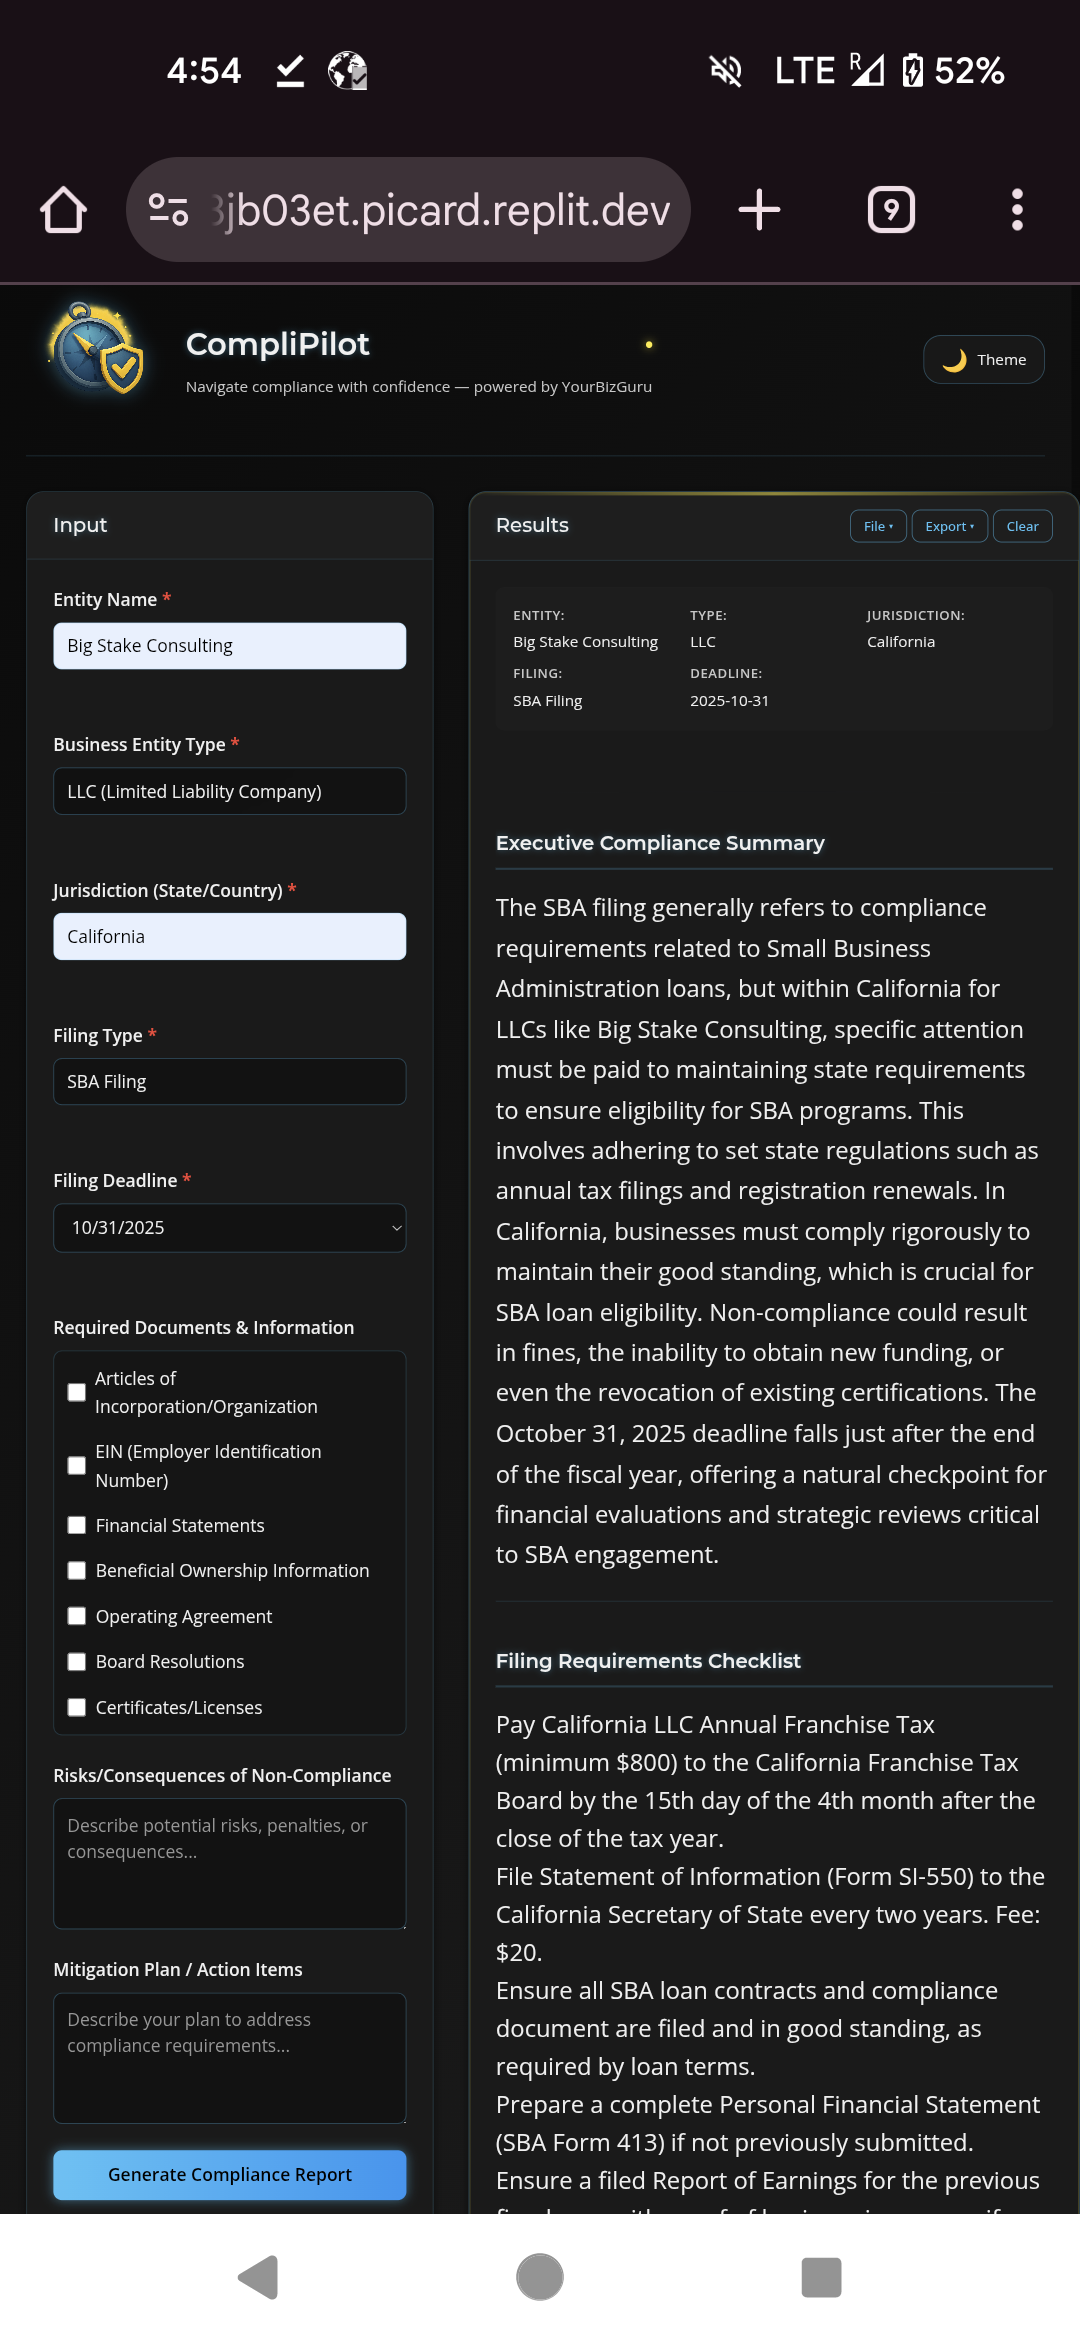 4:54
LTE R 52%
3jb03et.picard.replit.dev
9
CompliPilot
Navigate compliance with confidence — powered by YourBizGuru
Theme
Input
Entity Name *
Big Stake Consulting
Business Entity Type *
LLC (Limited Liability Company)
Jurisdiction (State/Country) *
California
Filing Type *
SBA Filing
Filing Deadline *
10/31/2025
Required Documents & Information
Articles of
Incorporation/Organization
EIN (Employer Identification
Number)
Financial Statements
Beneficial Ownership Information
Operating Agreement
Board Resolutions
Certificates/Licenses
Risks/Consequences of Non-Compliance
Describe potential risks, penalties, or
consequences...
Mitigation Plan / Action Items
Describe your plan to address
compliance requirements...
Generate Compliance Report
Results
File
Export
Clear
ENTITY:
Big Stake Consulting
TYPE:
LLC
JURISDICTION:
California
FILING:
SBA Filing
DEADLINE:
2025-10-31
Executive Compliance Summary
The SBA filing generally refers to compliance
requirements related to Small Business
Administration loans, but within California for
LLCs like Big Stake Consulting, specific attention
must be paid to maintaining state requirements
to ensure eligibility for SBA programs. This
involves adhering to set state regulations such as
annual tax filings and registration renewals. In
California, businesses must comply rigorously to
maintain their good standing, which is crucial for
SBA loan eligibility. Non-compliance could result
in fines, the inability to obtain new funding, or
even the revocation of existing certifications. The
October 31, 2025 deadline falls just after the end
of the fiscal year, offering a natural checkpoint for
financial evaluations and strategic reviews critical
to SBA engagement.
Filing Requirements Checklist
Pay California LLC Annual Franchise Tax
(minimum $800) to the California Franchise Tax
Board by the 15th day of the 4th month after the
close of the tax year.
File Statement of Information (Form SI-550) to the
California Secretary of State every two years. Fee:
$20.
Ensure all SBA loan contracts and compliance
document are filed and in good standing, as
required by loan terms.
Prepare a complete Personal Financial Statement
(SBA Form 413) if not previously submitted.
Ensure a filed Report of Earnings for the previous